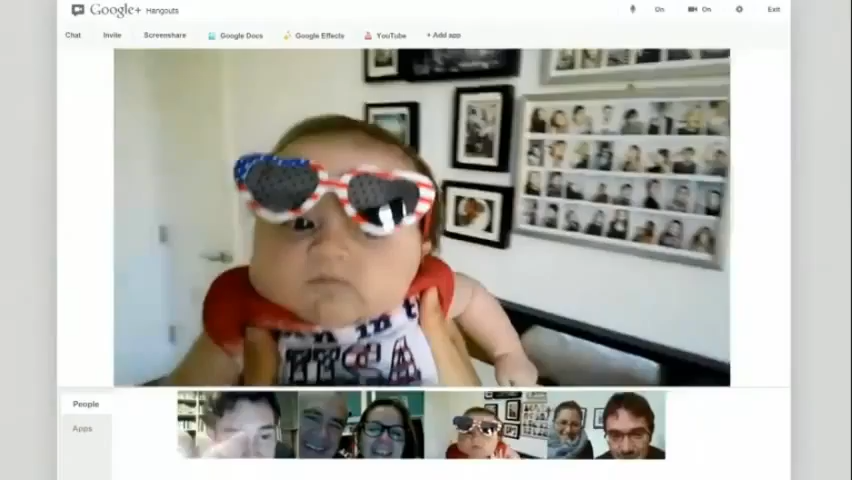 Google+ Hangouts On On Exit
Chat Invite Screenshare Google Docs Google Effects YouTube + Add app
USA
People
Apps